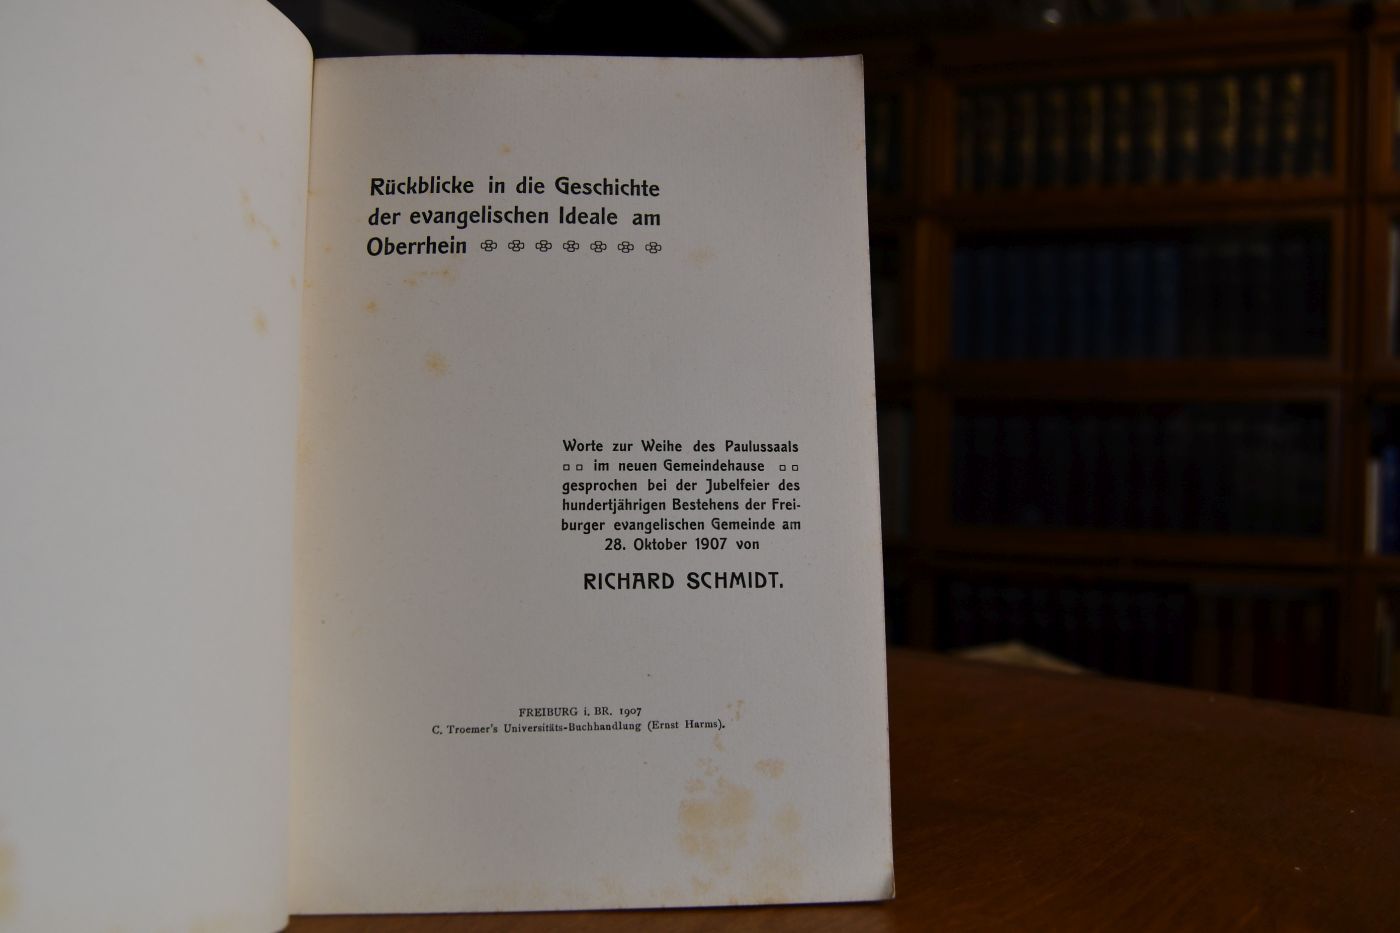 Rückblicke in die Geschichte
der evangelischen Ideale am
Oberrhein
Worte zur Weihe des Paulussaals
im neuen Gemeindehause
gesprochen bei der Jubelfeier des
hundertjährigen Bestehens der Frei-
burger evangelischen Gemeinde am
28. Oktober 1907 von
RICHARD SCHMIDT.
FREIBURG i. BR. 1907
C. Troemer's Universitäts-Buchhandlung (Ernst Harms).